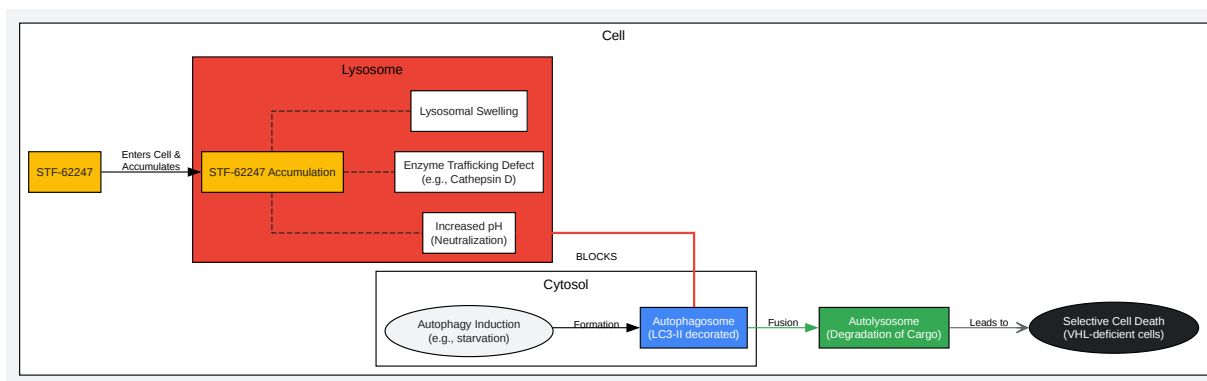 Cell
Lysosome
Lysosomal Swelling
STF-62247
Enters Cell &
Accumulates
STF-62247 Accumulation
Enzyme Trafficking Defect
(e.g., Cathepsin D)
Increased pH
(Neutralization)
BLOCKS
Cytosol
Autophagy Induction
(e.g., starvation)
Formation
Autophagosome
(LC3-II decorated)
Fusion
Autolysosome
(Degradation of Cargo)
Leads to
Selective Cell Death
(VHL-deficient cells)